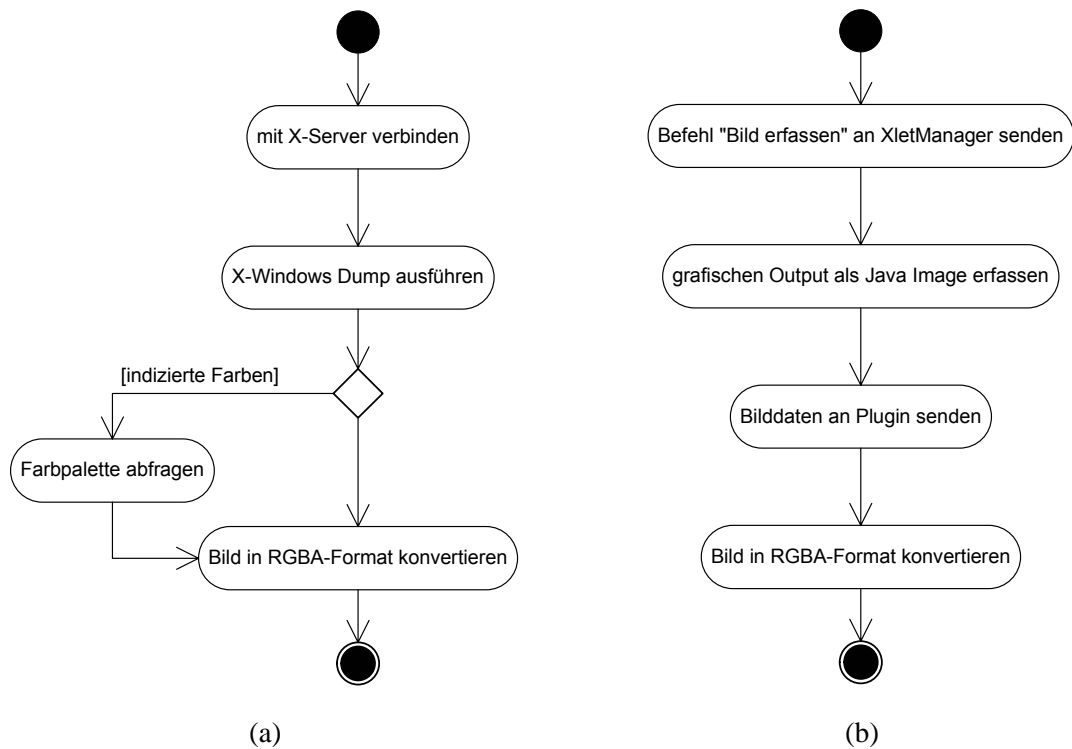 mit X-Server verbinden
X-Windows Dump ausführen
[indizierte Farben]
Farbpalette abfragen
Bild in RGBA-Format konvertieren
(a)
Befehl "Bild erfassen" an XletManager senden
grafischen Output als Java Image erfassen
Bilddaten an Plugin senden
Bild in RGBA-Format konvertieren
(b)